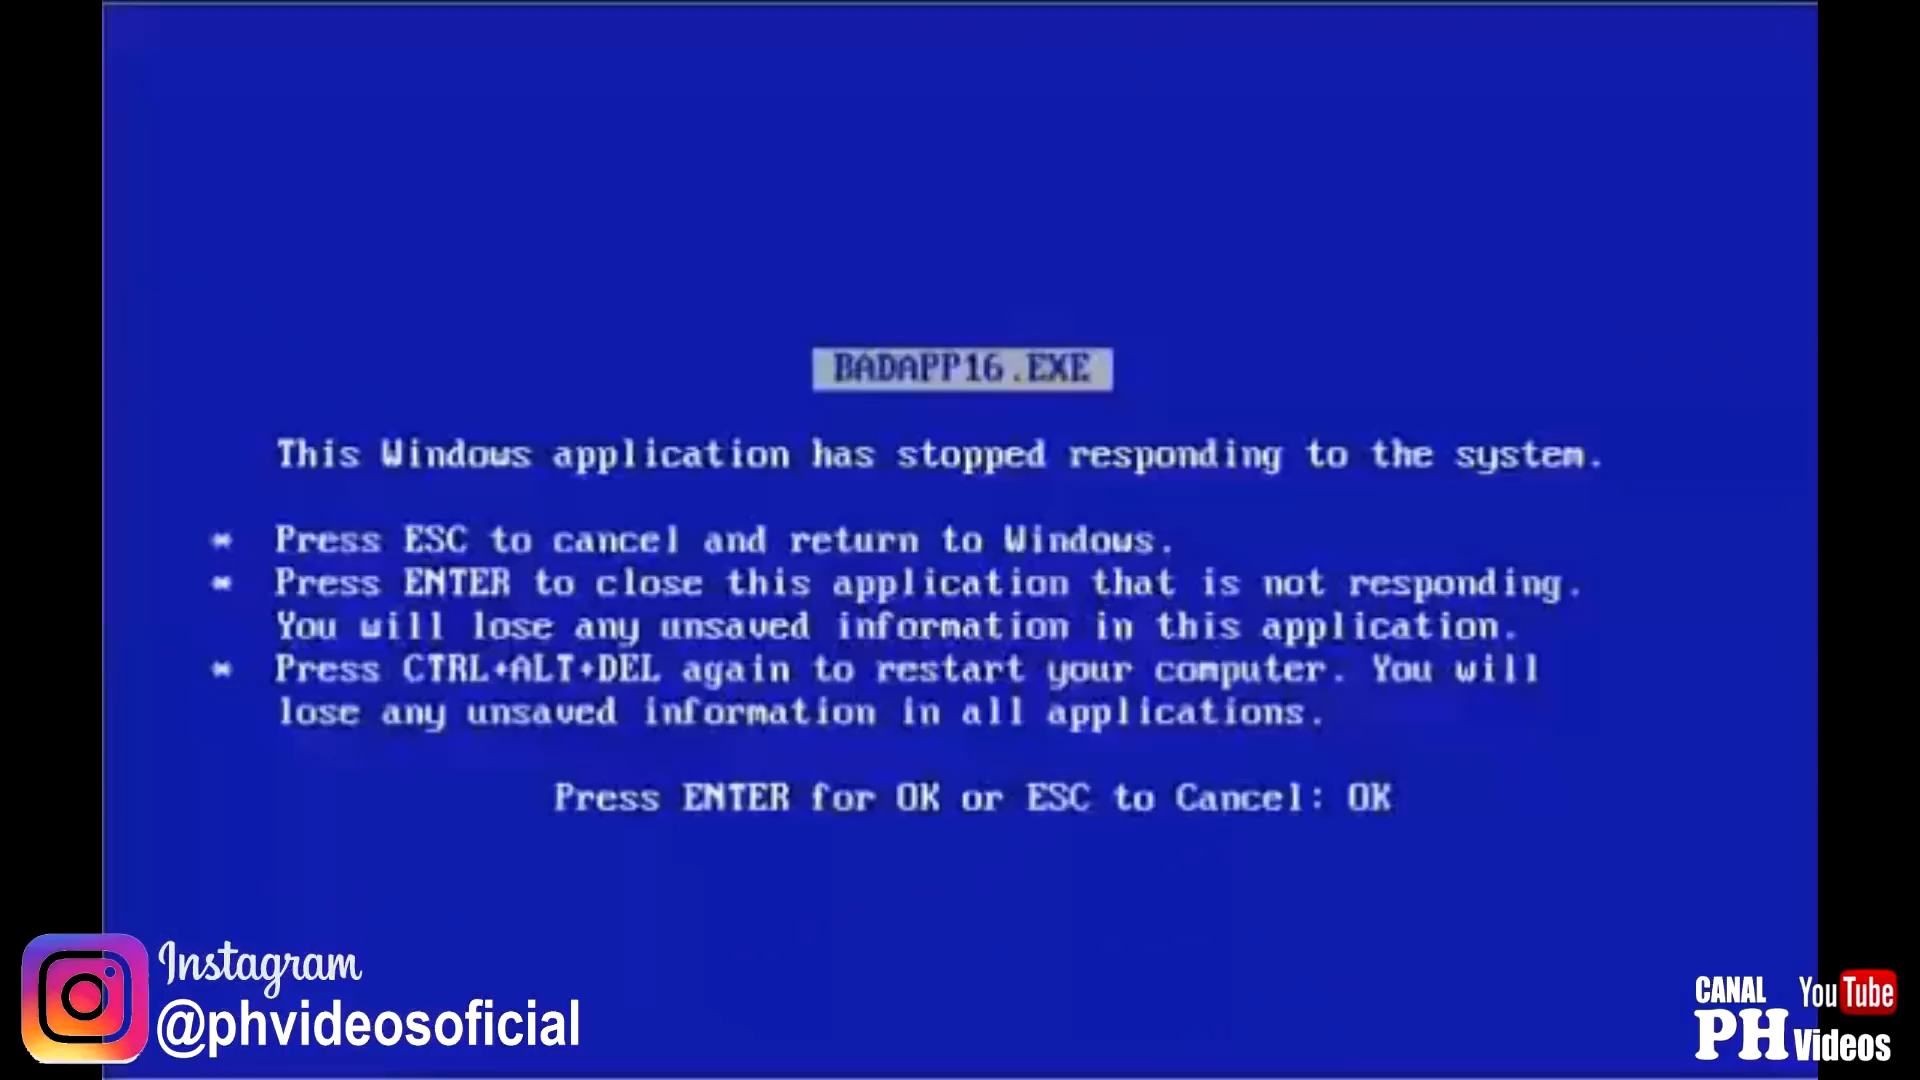 BADAPP16.EXE
This Windows application has stopped responding to the system.
* Press ESC to cancel and return to Windows.
* Press ENTER to close this application that is not responding.
You will lose any unsaved information in this application.
* Press CTRL+ALT+DEL again to restart your computer. You will
lose any unsaved information in all applications.
Press ENTER for OK or ESC to Cancel: OK
Instagram
@phvideosoficial
CANAL YouTube
PH Videos